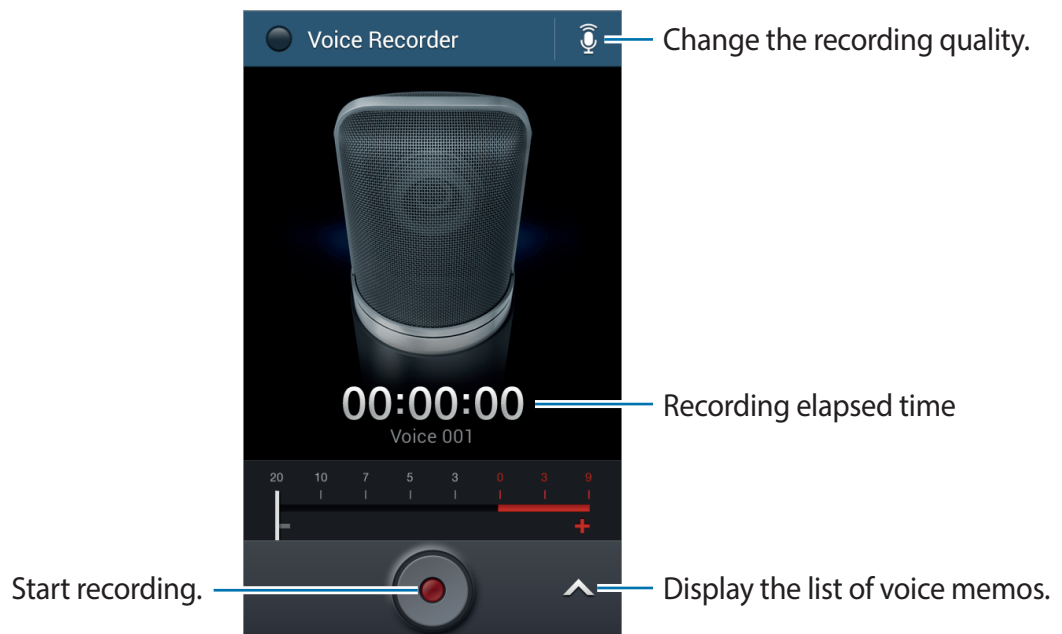 Voice Recorder
Change the recording quality.
00:00:00
Recording elapsed time
Voice 001
20 10 7 5 3 0 3 9
- +
Start recording.
Display the list of voice memos.